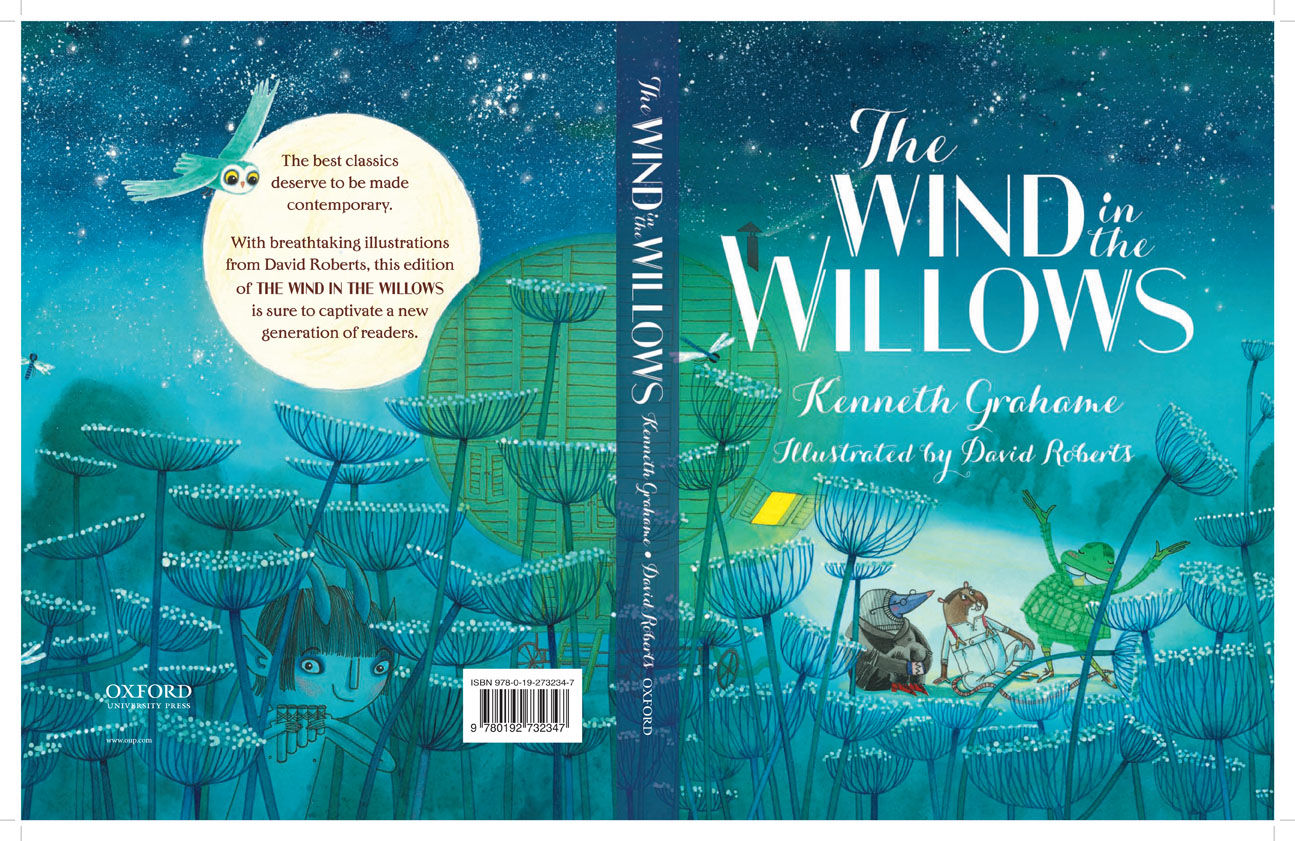 The best classics
deserve to be made
contemporary.
With breathtaking illustrations
from David Roberts, this edition
of THE WIND IN THE WILLOWS
is sure to captivate a new
generation of readers.
OXFORD
UNIVERSITY PRESS
www.oup.com
ISBN 978-0-19-273234-7
9 780192 732347
The WIND in the WILLOWS Kenneth Grahame • David Roberts OXFORD
The
WIND in the
WILLOWS
Kenneth Grahame
Illustrated by David Roberts